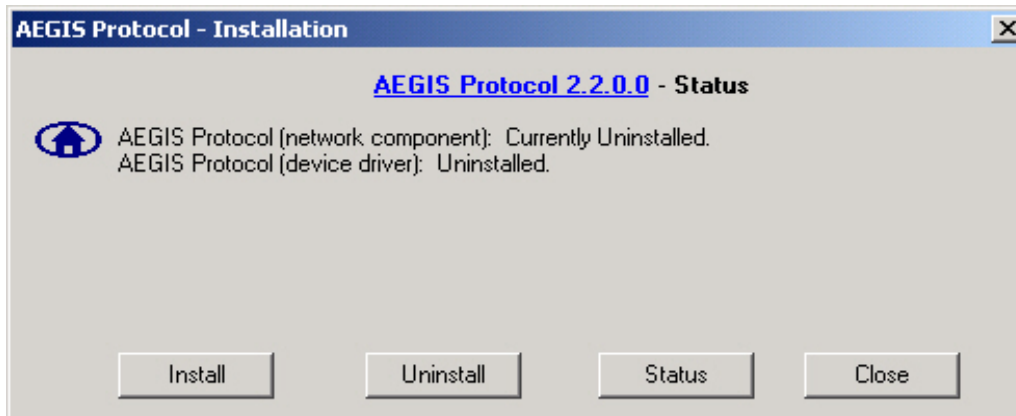 AEGIS Protocol - Installation
AEGIS Protocol 2.2.0.0 - Status
AEGIS Protocol (network component):  Currently Uninstalled.
AEGIS Protocol (device driver):  Uninstalled.
Install Uninstall Status Close